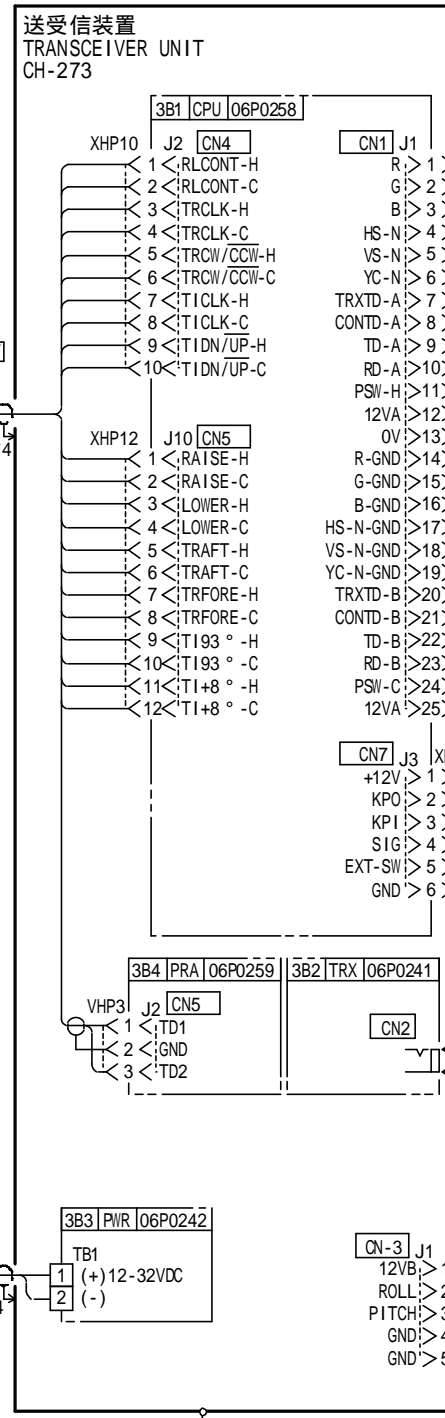 送受信装置
TRANSCEIVER UNIT
CH-273
3B1 CPU 06P0258
XHP10 J2 CN4
1 RLCONT-H
2 RLCONT-C
3 TRCLK-H
4 TRCLK-C
5 TRCW/CCW-H
6 TRCW/CCW-C
7 TICLK-H
8 TICLK-C
9 TIDN/UP-H
10 TIDN/UP-C
XHP12 J10 CN5
1 RAISE-H
2 RAISE-C
3 LOWER-H
4 LOWER-C
5 TRAFT-H
6 TRAFT-C
7 TRFORE-H
8 TRFORE-C
9 TI93°-H
10 TI93°-C
11 TI+8°-H
12 TI+8°-C
CN1 J1
R 1
G 2
B 3
HS-N 4
VS-N 5
YC-N 6
TRXTD-A 7
CONTD-A 8
TD-A 9
RD-A 10
PSW-H 11
12VA 12
0V 13
R-GND 14
G-GND 15
B-GND 16
HS-N-GND 17
VS-N-GND 18
YC-N-GND 19
TRXTD-B 20
CONTD-B 21
TD-B 22
RD-B 23
PSW-C 24
12VA 25
CN7 J3
+12V 1
KPO 2
KPI 3
SIG 4
EXT-SW 5
GND 6
3B4 PRA 06P0259
VHP3 J2 CN5
1 TD1
2 GND
3 TD2
3B2 TRX 06P0241
CN2
3B3 PWR 06P0242
TB1
1 (+)12-32VDC
2 (-)
CN-3 J1
12VB 1
ROLL 2
PITCH 3
GND 4
GND 5